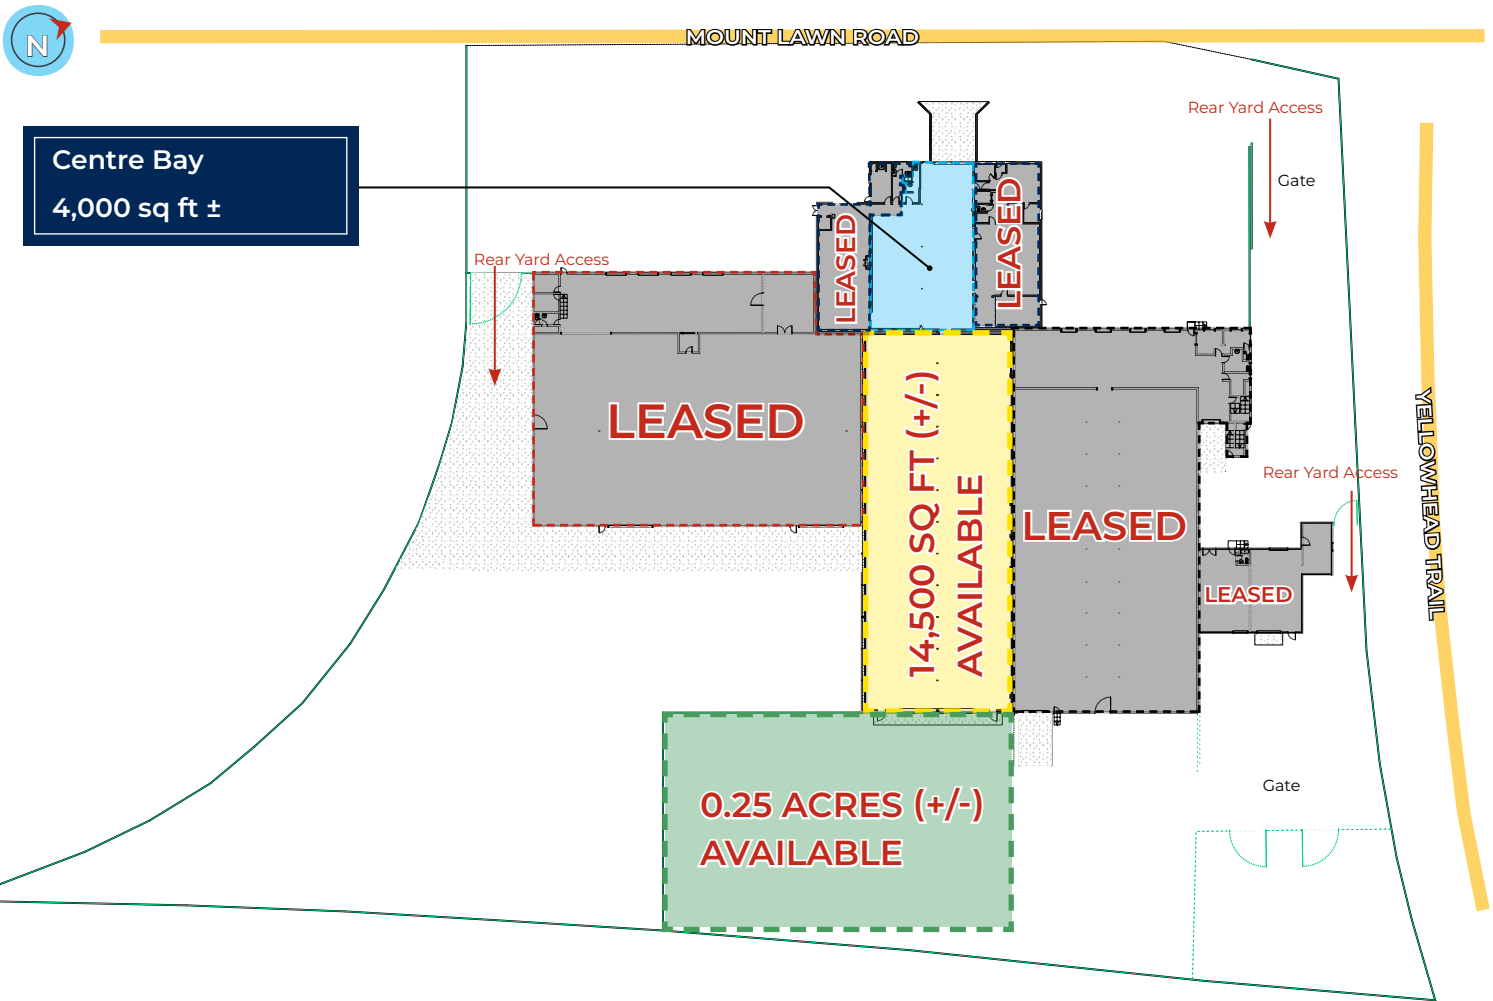 N
MOUNT LAWN ROAD
Rear Yard Access
Gate
Centre Bay
4,000 sq ft ±
LEASED
LEASED
Rear Yard Access
LEASED
14,500 SQ FT (+/-)
AVAILABLE
LEASED
Rear Yard Access
YELLOWHEAD TRAIL
LEASED
0.25 ACRES (+/-)
AVAILABLE
Gate